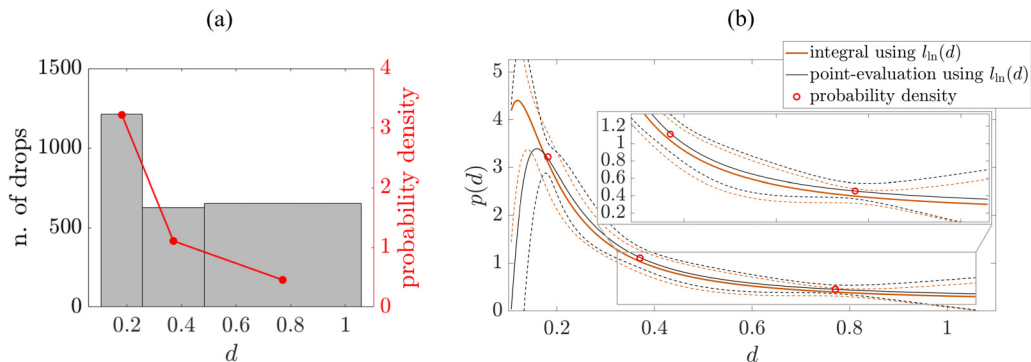 (a)
1500
1000
500
0
n. of drops
0.2 0.4 0.6 0.8 1
d
4
3
2
1
0
probability density
(b)
integral using lln(d)
point-evaluation using lln(d)
probability density
5
4
3
2
1
0
p(d)
1.2
1
0.8
0.6
0.4
0.2
0.2 0.4 0.6 0.8 1
d